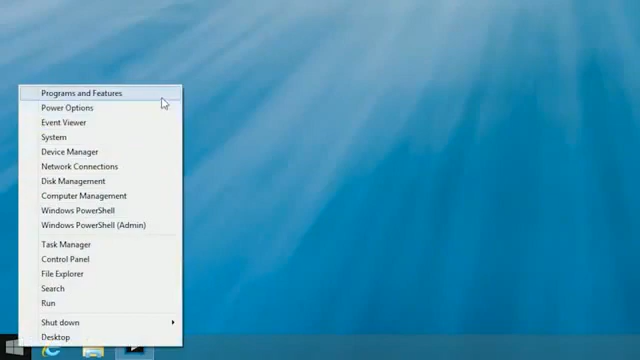 Programs and Features
Power Options
Event Viewer
System
Device Manager
Network Connections
Disk Management
Computer Management
Windows PowerShell
Windows PowerShell (Admin)
Task Manager
Control Panel
File Explorer
Search
Run
Shut down
Desktop